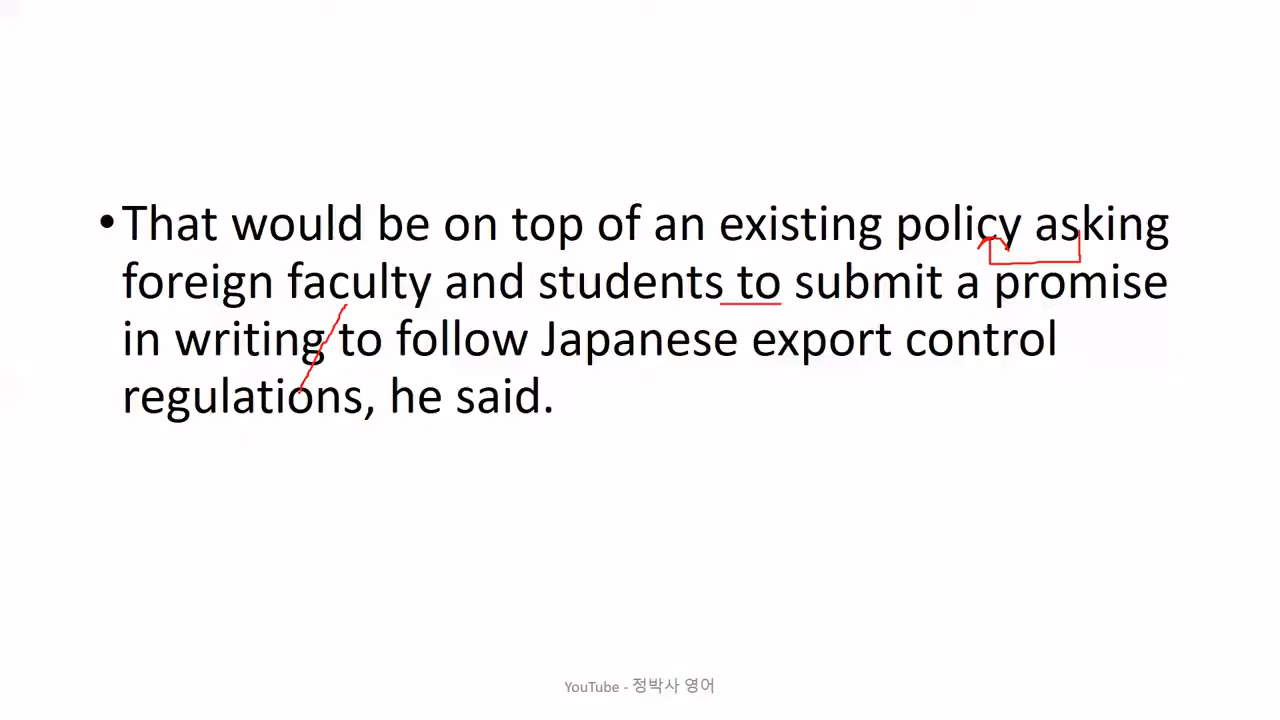 •That would be on top of an existing policy asking
foreign faculty and students to submit a promise
in writing to follow Japanese export control
regulations, he said.
YouTube - 정박사 영어